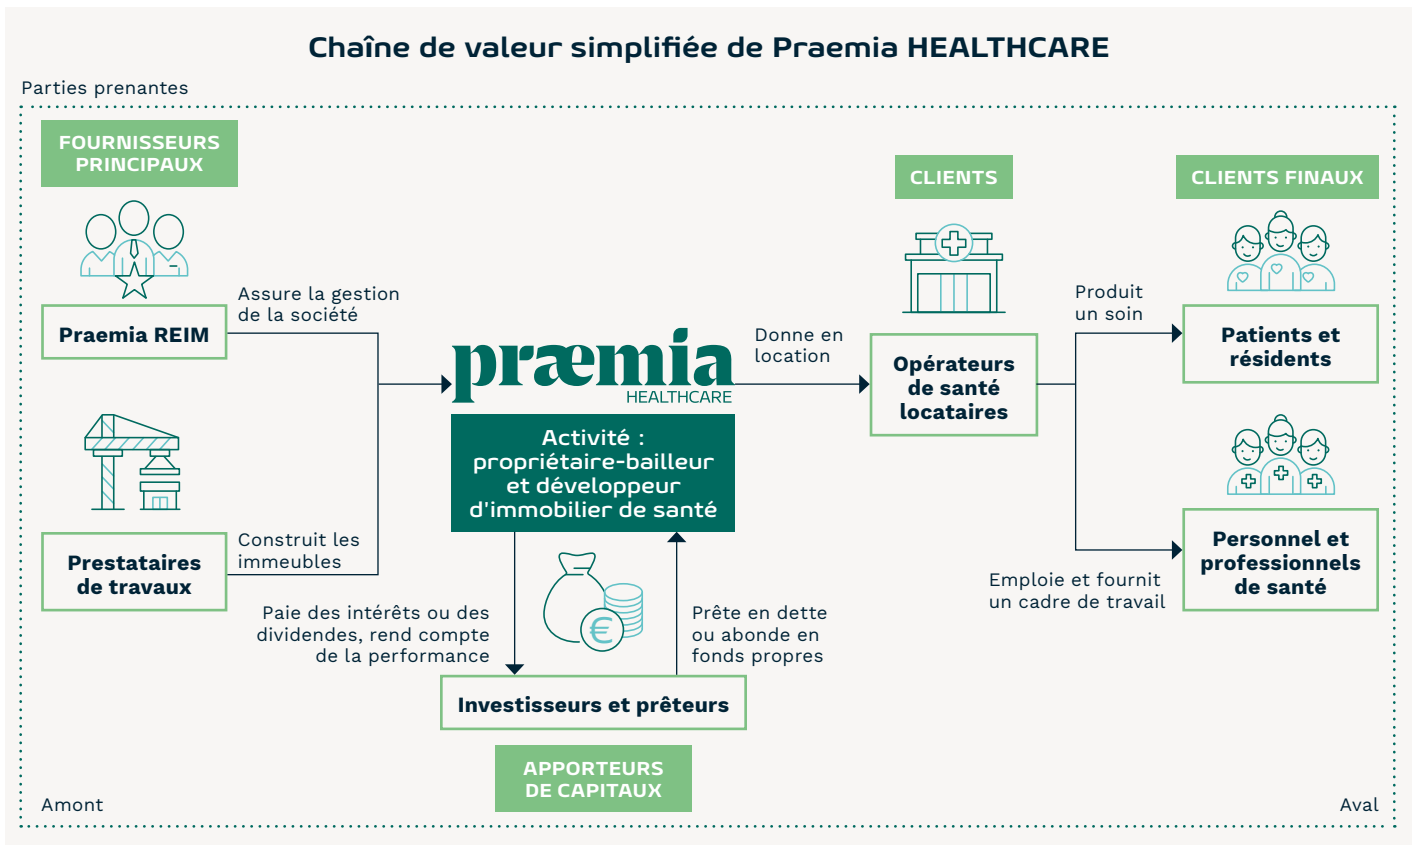 Chaîne de valeur simplifiée de Praemia HEALTHCARE
Parties prenantes
FOURNISSEURS
PRINCIPAUX
Praemia REIM
Assure la gestion
de la société
Prestataires
de travaux
Construit les
immeubles
præmia
HEALTHCARE
Activité :
propriétaire-bailleur
et développeur
d'immobilier de santé
Paie des intérêts ou des
dividendes, rend compte
de la performance
€
Prête en dette
ou abonde en
fonds propres
Investisseurs et prêteurs
APPORTEURS
DE CAPITAUX
Donne en
location
CLIENTS
Opérateurs
de santé
locataires
CLIENTS FINAUX
Produit
un soin
Patients et
résidents
Emploie et fournit
un cadre de travail
Personnel et
professionnels
de santé
Amont
Aval